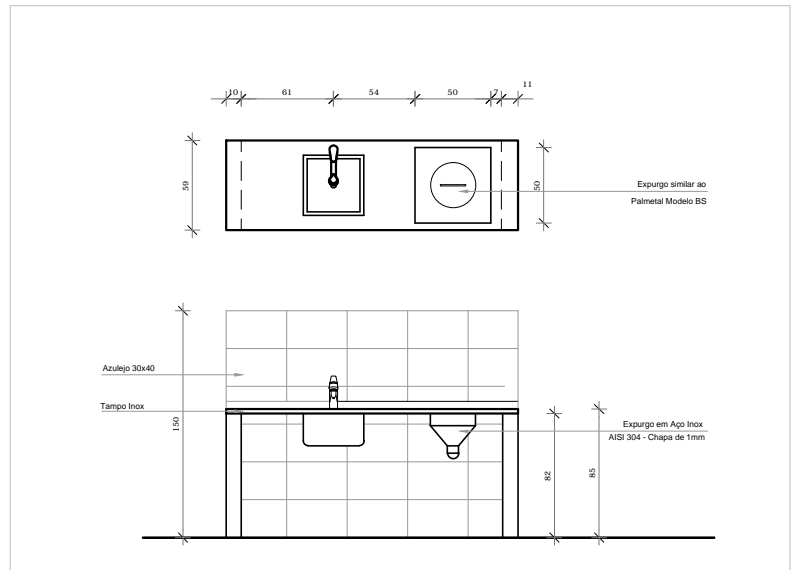 11
10 61 54 50 7
59
50
Expurgo similar ao
Palmetal Modelo BS
Azulejo 30x40
Tampo Inox
150
Expurgo em Aço Inox
AISI 304 - Chapa de 1mm
82
85